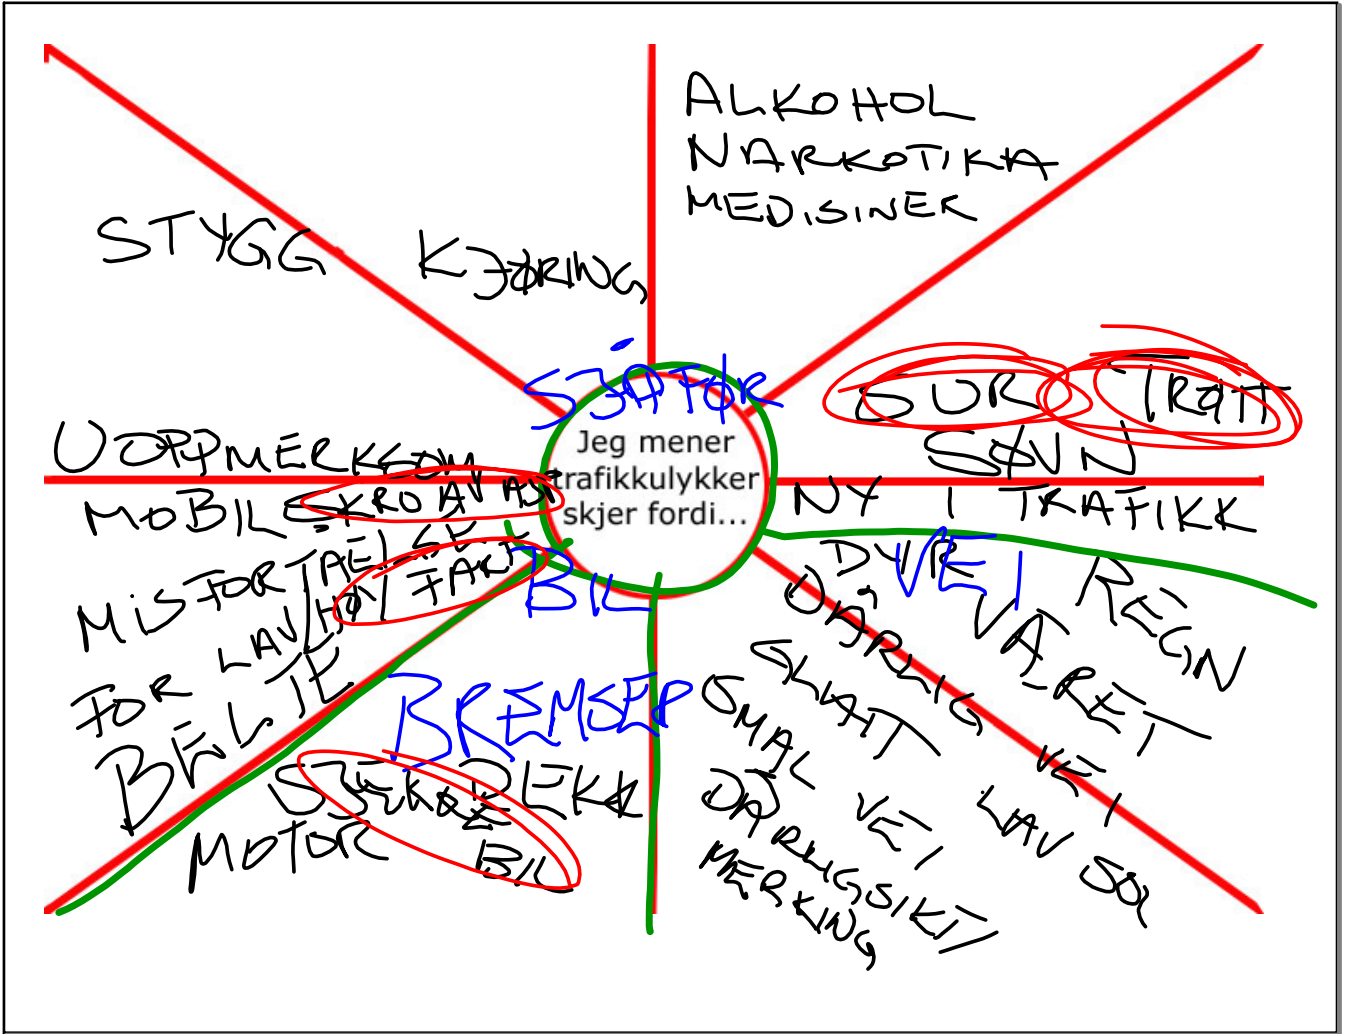 ALKOHOL
NARKOTIKA
MEDISINER
STYGG KJØRING
SJÅFØR
SUR TRØTT
SØVN
Jeg mener
trafikkulykker
skjer fordi...
UOPPMERKSOM
MOBIL
NY I TRAFIKK
MISFORTÅELSE
FOR LAV/HØY FART
BELTE
BIL
VEI
DYR
REGN
VÆRET
DÅRLIG VEI
GLATT
LAV SOL
SMAL VEI
DÅRLIG SIKT/
MERKING
BREMSER
DEKK
MOTOR
BIL